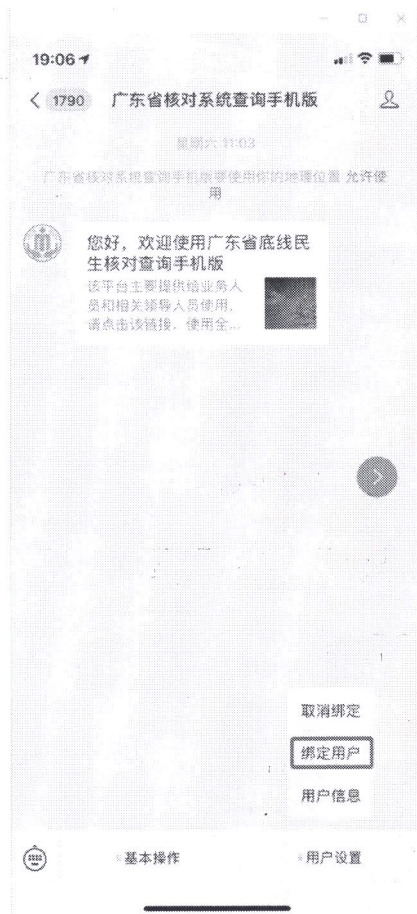 19:06
1790 广东省核对系统查询手机版
星期六 11:03
广东省核对系统查询手机版要使用你的地理位置 允许使
用
您好，欢迎使用广东省底线民
生核对查询手机版
该平台主要提供给业务人
员和相关领导人员使用，
请点击该链接，使用全...
取消绑定
绑定用户
用户信息
基本操作
用户设置